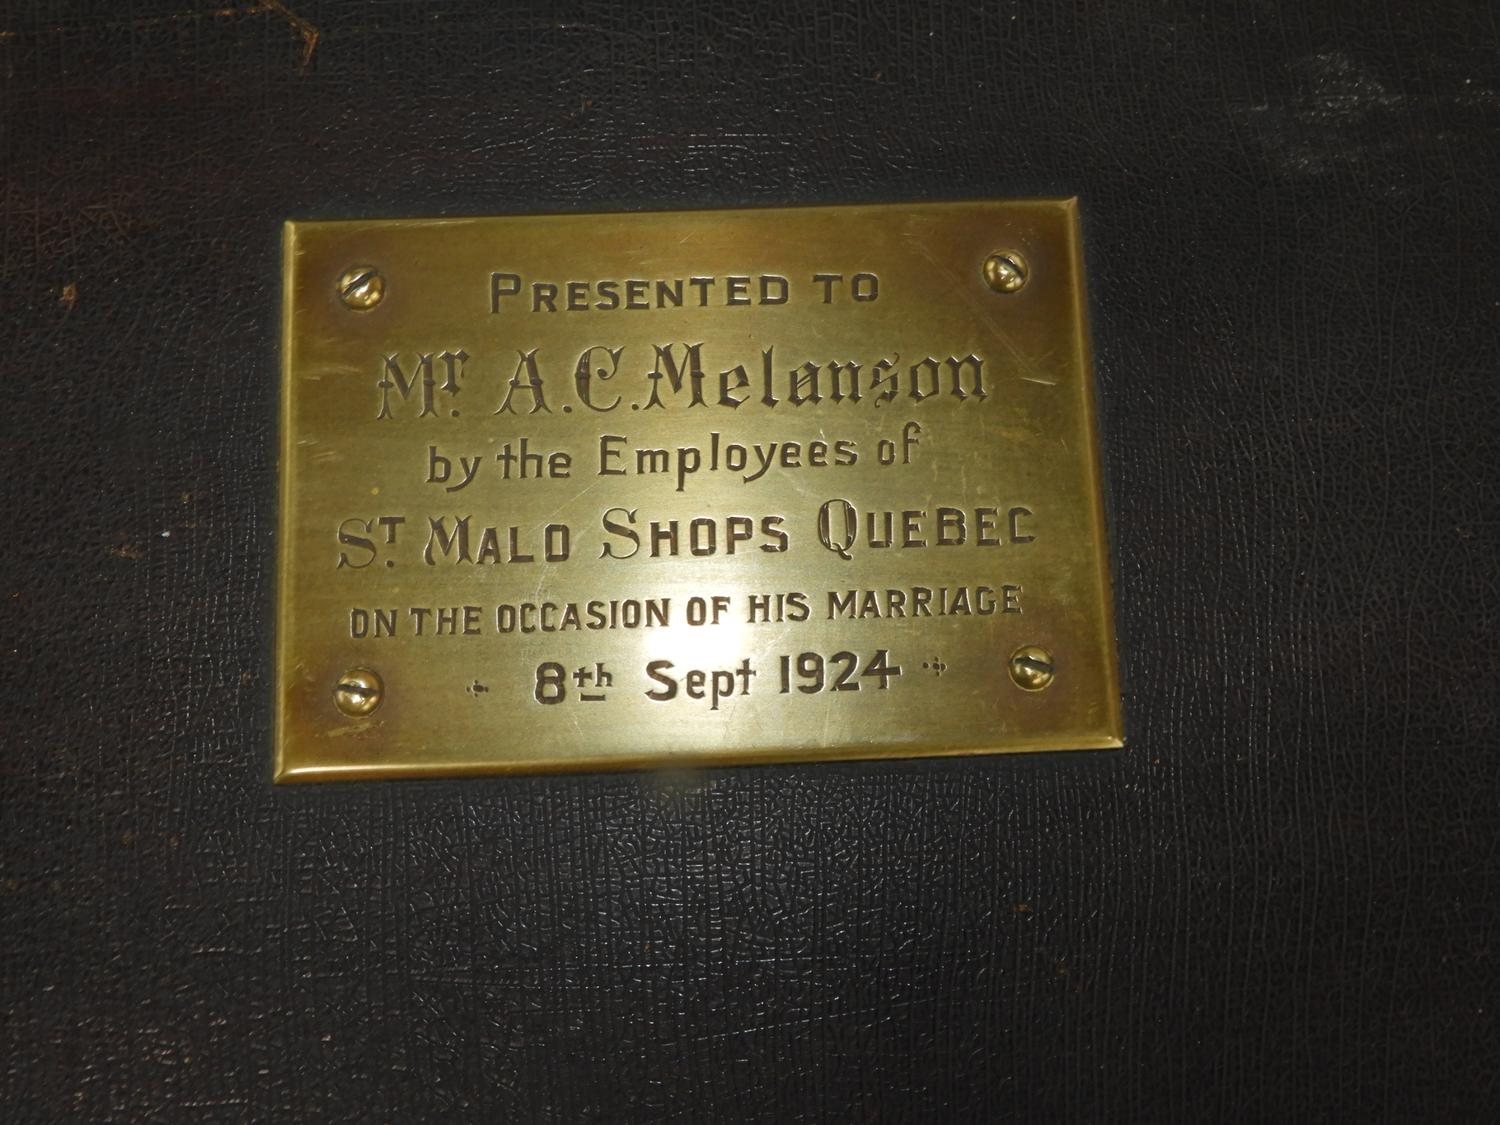 PRESENTED TO
Mr. A.C. Melanson
by the Employees of
ST. MALO SHOPS QUEBEC
ON THE OCCASION OF HIS MARRIAGE
8th Sept 1924